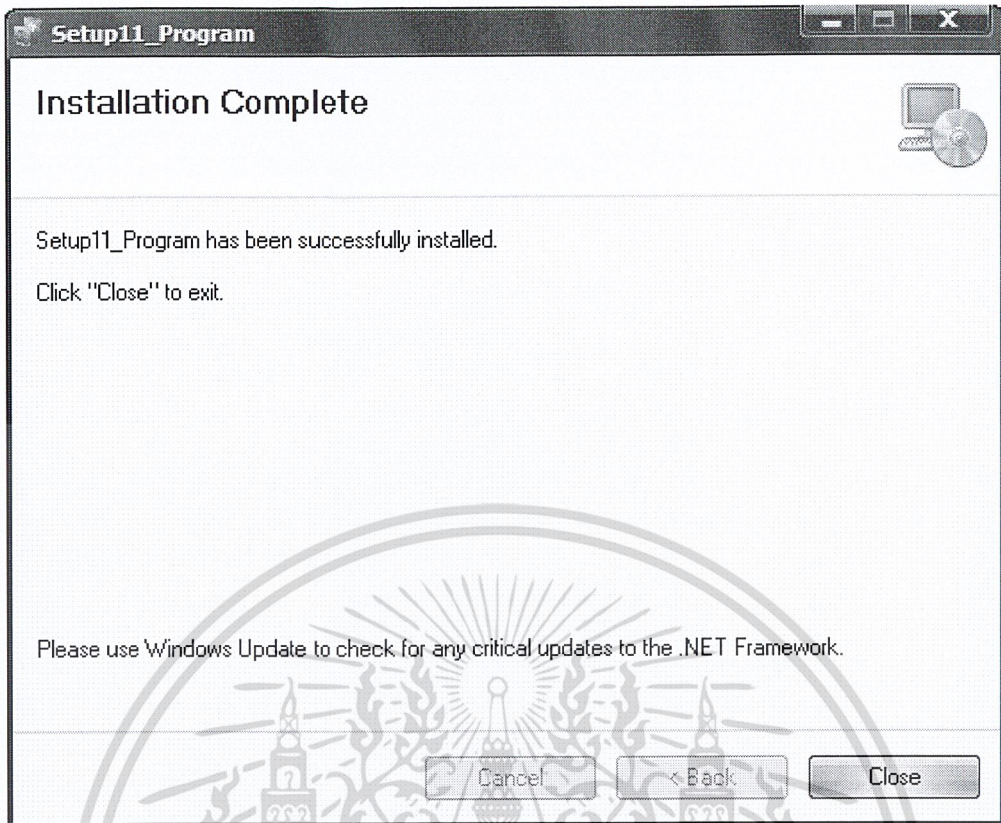 Setup11_Program
Installation Complete
Setup11_Program has been successfully installed.
Click "Close" to exit.
Please use Windows Update to check for any critical updates to the .NET Framework.
Cancel
< Back
Close